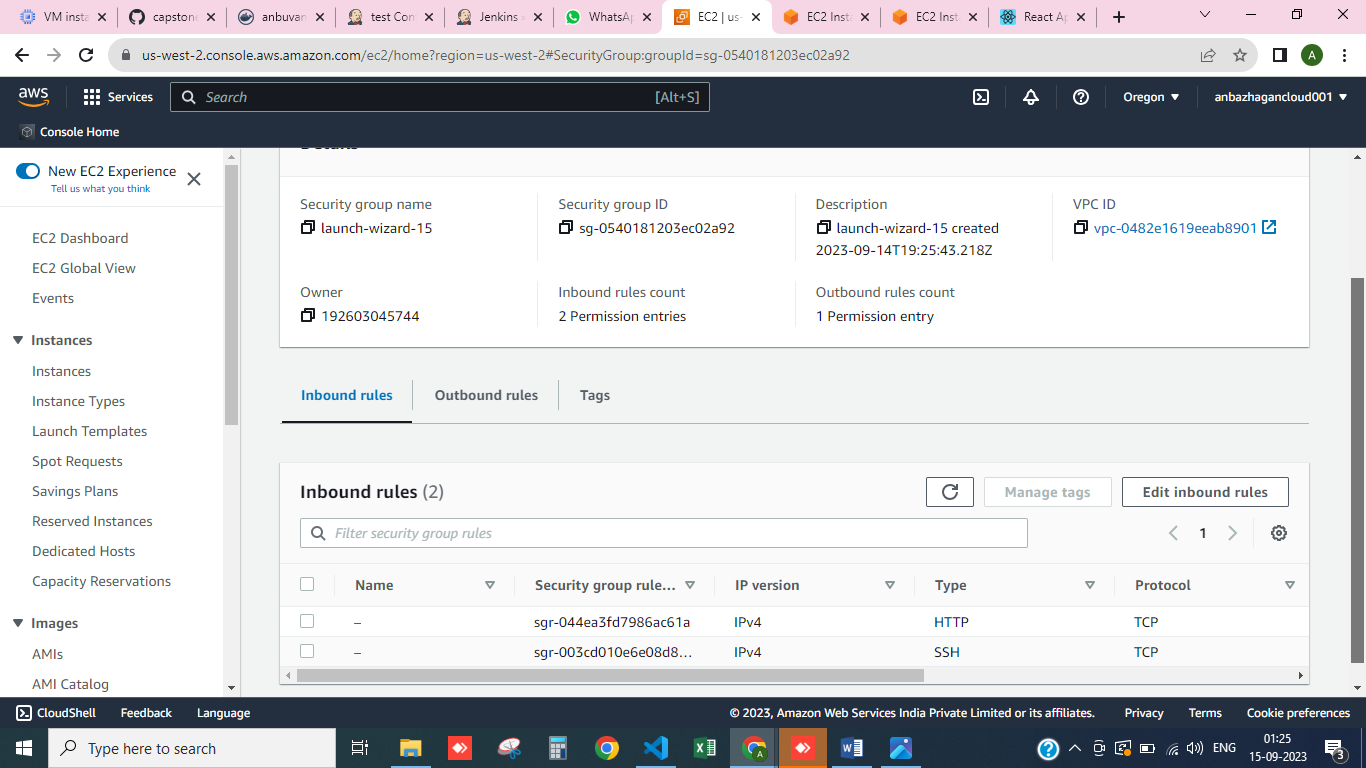 VM insta
capstone
anbuvan
test Con
Jenkins »
WhatsAp
EC2 | us-
EC2 Insta
EC2 Inst
React Ap
us-west-2.console.aws.amazon.com/ec2/home?region=us-west-2#SecurityGroup:groupId=sg-0540181203ec02a92
A
aws
Services
Search
[Alt+S]
Oregon
anbazhagancloud001
Console Home
New EC2 Experience
Tell us what you think
EC2 Dashboard
EC2 Global View
Events
Instances
Instances
Instance Types
Launch Templates
Spot Requests
Savings Plans
Reserved Instances
Dedicated Hosts
Capacity Reservations
Images
AMIs
AMI Catalog
Details
Security group name
launch-wizard-15
Security group ID
sg-0540181203ec02a92
Description
launch-wizard-15 created
2023-09-14T19:25:43.218Z
VPC ID
vpc-0482e1619eeab8901
Owner
192603045744
Inbound rules count
2 Permission entries
Outbound rules count
1 Permission entry
Inbound rules
Outbound rules
Tags
Inbound rules (2)
Manage tags
Edit inbound rules
Filter security group rules
1
Name
Security group rule...
IP version
Type
Protocol
– sgr-044ea3fd7986ac61a IPv4 HTTP TCP
– sgr-003cd010e6e08d8... IPv4 SSH TCP
CloudShell
Feedback
Language
© 2023, Amazon Web Services India Private Limited or its affiliates.
Privacy
Terms
Cookie preferences
Type here to search
ENG
01:25
15-09-2023
3